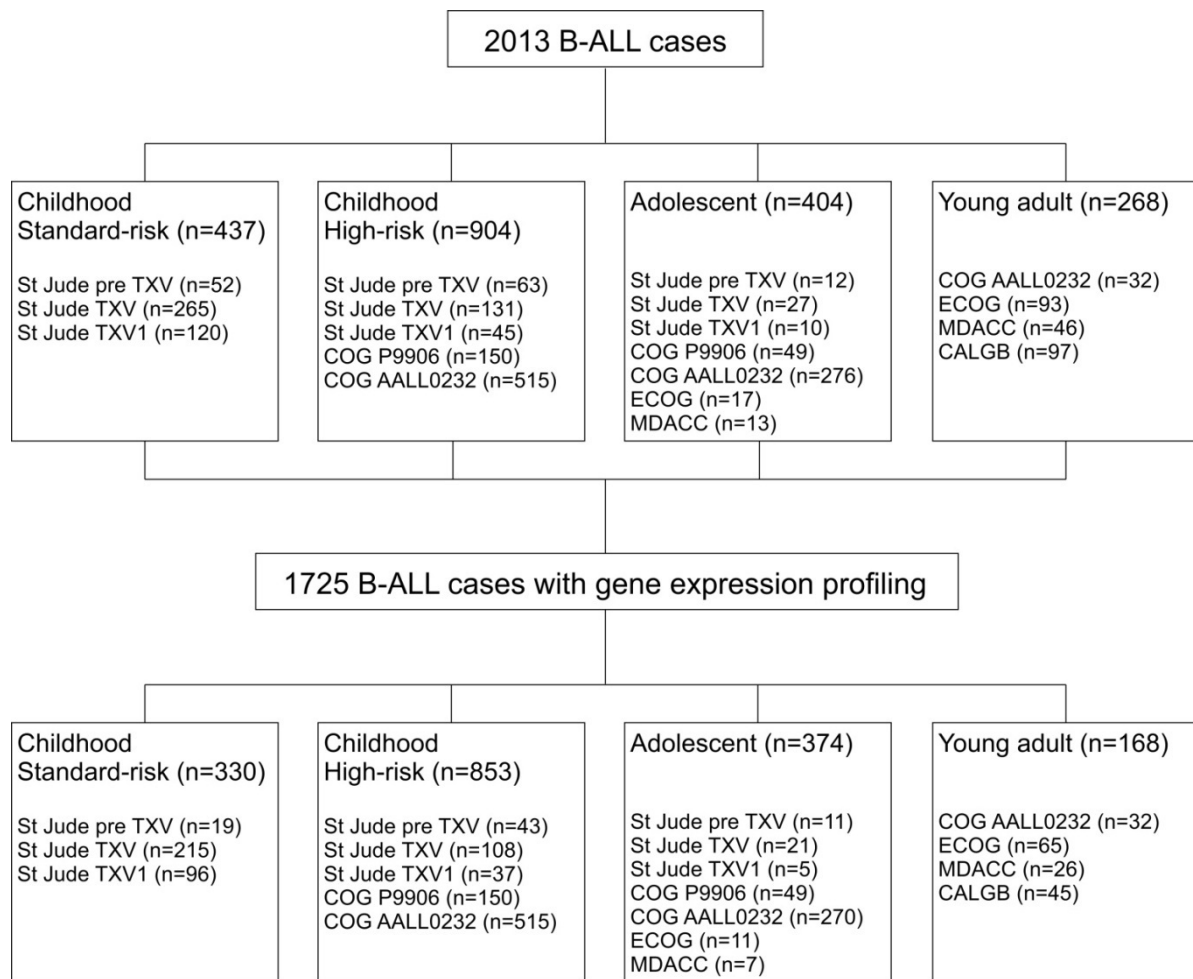 2013 B-ALL cases
Childhood
Standard-risk (n=437)
St Jude pre TXV (n=52)
St Jude TXV (n=265)
St Jude TXV1 (n=120)
Childhood
High-risk (n=904)
St Jude pre TXV (n=63)
St Jude TXV (n=131)
St Jude TXV1 (n=45)
COG P9906 (n=150)
COG AALL0232 (n=515)
Adolescent (n=404)
St Jude pre TXV (n=12)
St Jude TXV (n=27)
St Jude TXV1 (n=10)
COG P9906 (n=49)
COG AALL0232 (n=276)
ECOG (n=17)
MDACC (n=13)
Young adult (n=268)
COG AALL0232 (n=32)
ECOG (n=93)
MDACC (n=46)
CALGB (n=97)
1725 B-ALL cases with gene expression profiling
Childhood
Standard-risk (n=330)
St Jude pre TXV (n=19)
St Jude TXV (n=215)
St Jude TXV1 (n=96)
Childhood
High-risk (n=853)
St Jude pre TXV (n=43)
St Jude TXV (n=108)
St Jude TXV1 (n=37)
COG P9906 (n=150)
COG AALL0232 (n=515)
Adolescent (n=374)
St Jude pre TXV (n=11)
St Jude TXV (n=21)
St Jude TXV1 (n=5)
COG P9906 (n=49)
COG AALL0232 (n=270)
ECOG (n=11)
MDACC (n=7)
Young adult (n=168)
COG AALL0232 (n=32)
ECOG (n=65)
MDACC (n=26)
CALGB (n=45)